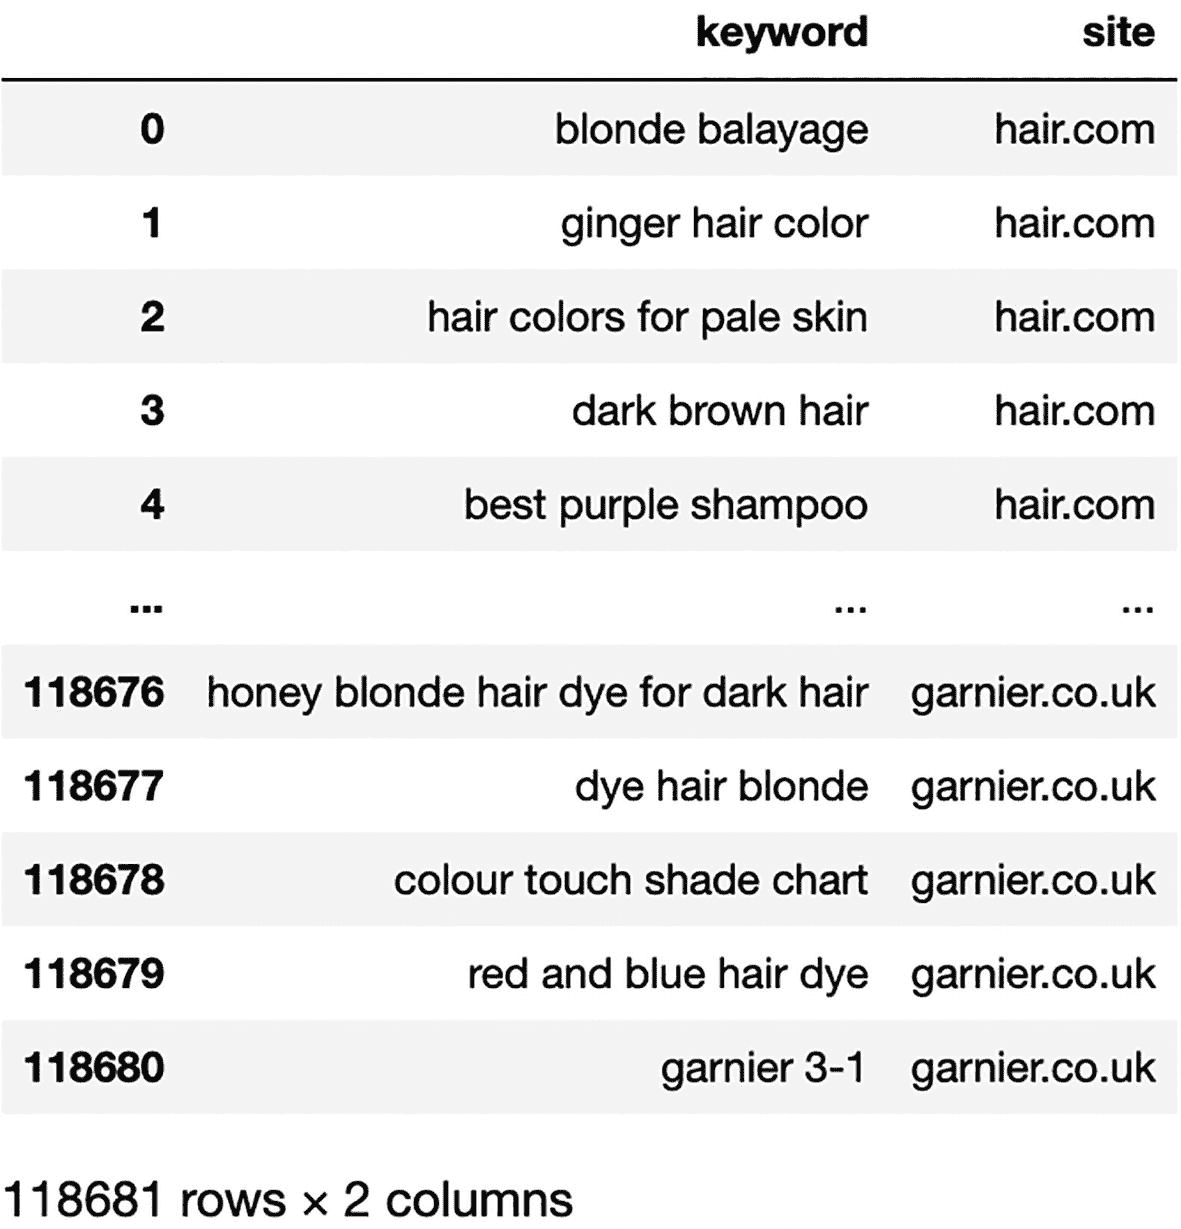 keyword site
0 blonde balayage hair.com
1 ginger hair color hair.com
2 hair colors for pale skin hair.com
3 dark brown hair hair.com
4 best purple shampoo hair.com
... ... ...
118676 honey blonde hair dye for dark hair garnier.co.uk
118677 dye hair blonde garnier.co.uk
118678 colour touch shade chart garnier.co.uk
118679 red and blue hair dye garnier.co.uk
118680 garnier 3-1 garnier.co.uk
118681 rows × 2 columns